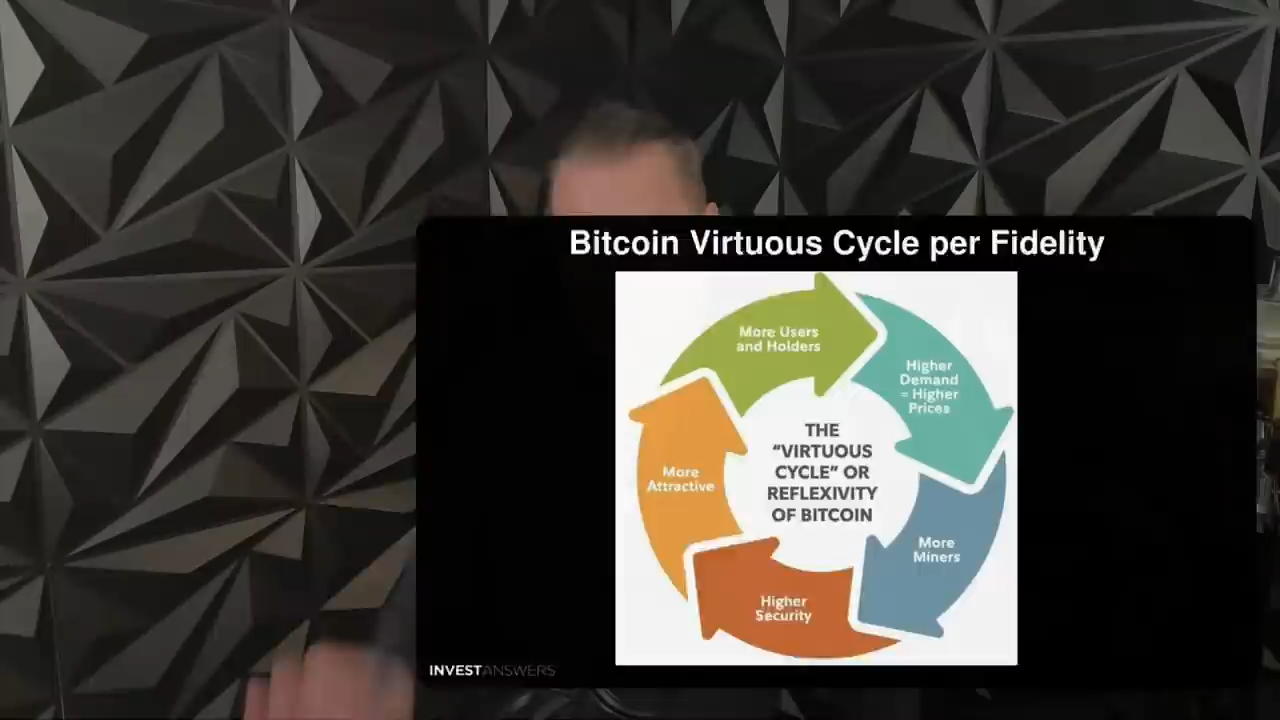 Bitcoin Virtuous Cycle per Fidelity
More Users
and Holders
Higher
Demand
= Higher
Prices
More
Miners
Higher
Security
More
Attractive
THE
“VIRTUOUS
CYCLE” OR
REFLEXIVITY
OF BITCOIN
INVESTANSWERS